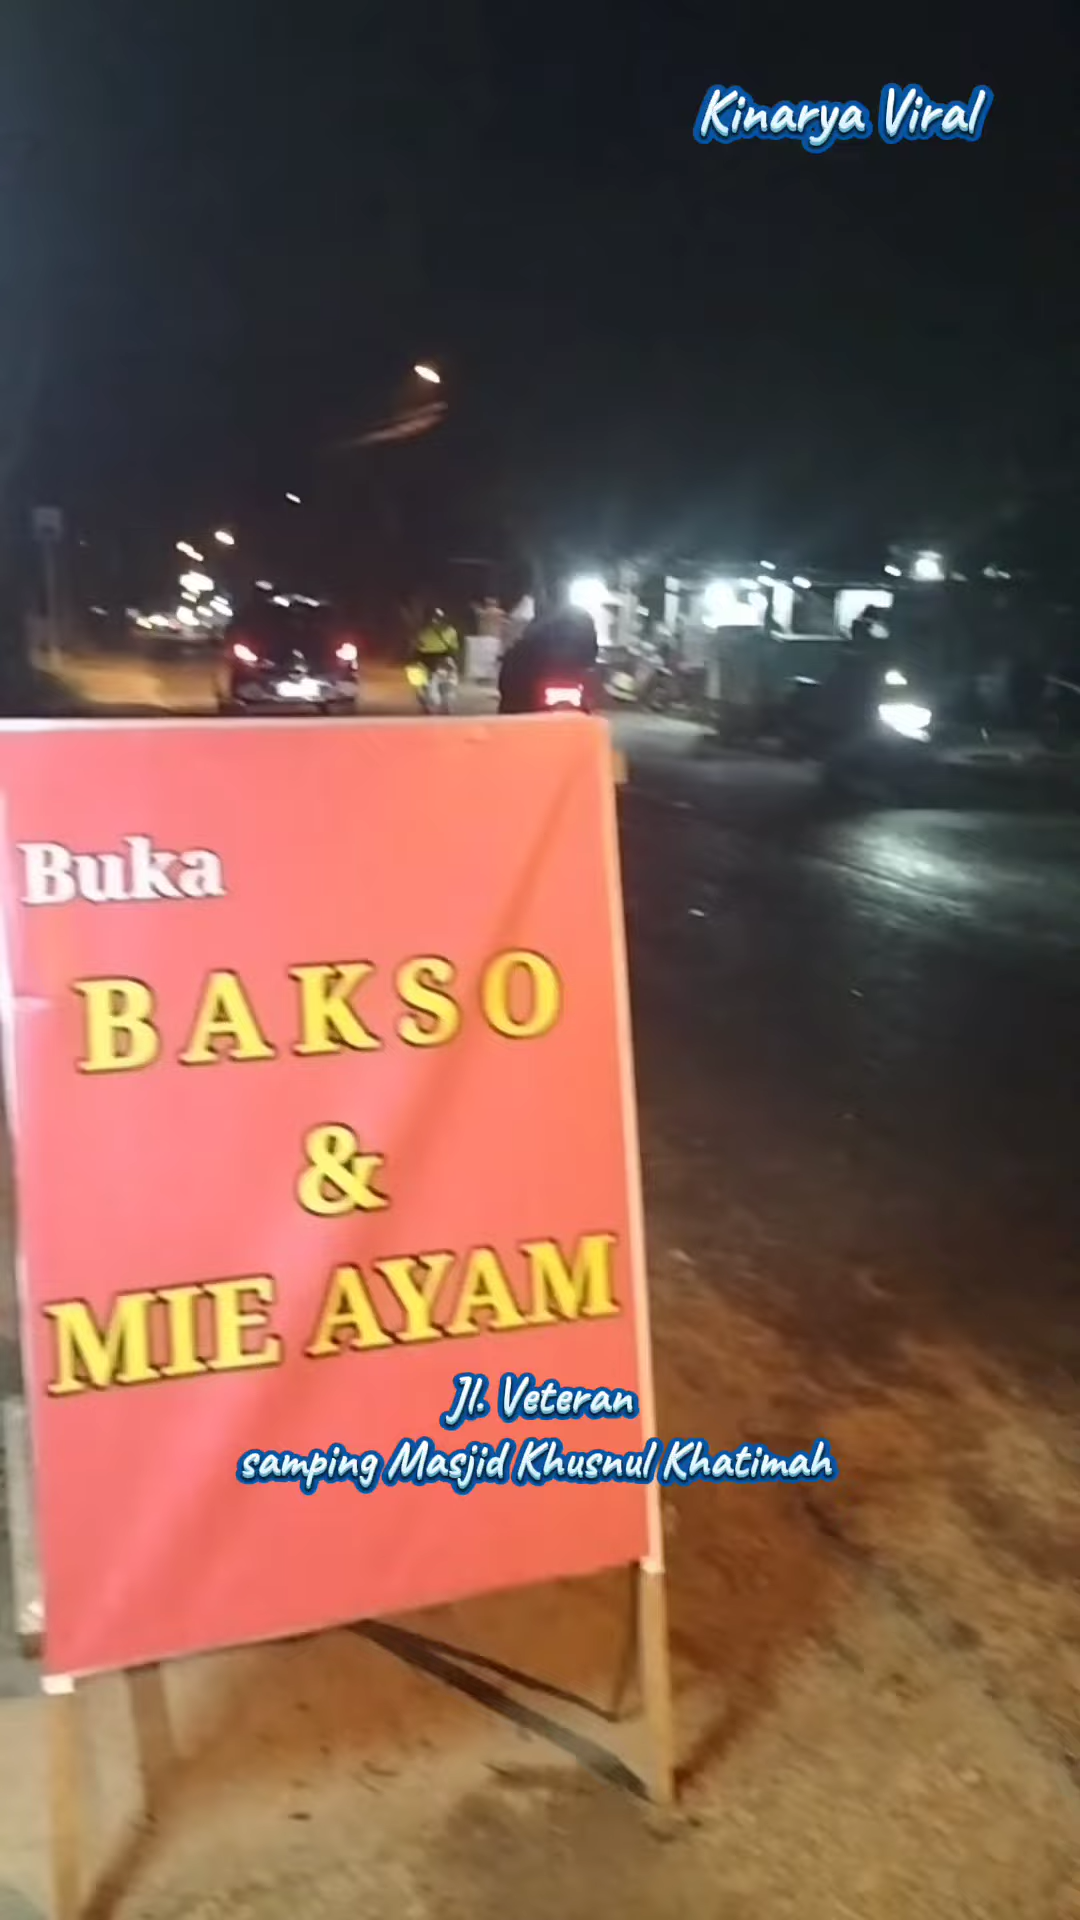 Kinarya Viral
Buka
BAKSO
&
MIE AYAM
Jl. Veteran
samping Masjid Khusnul Khatimah